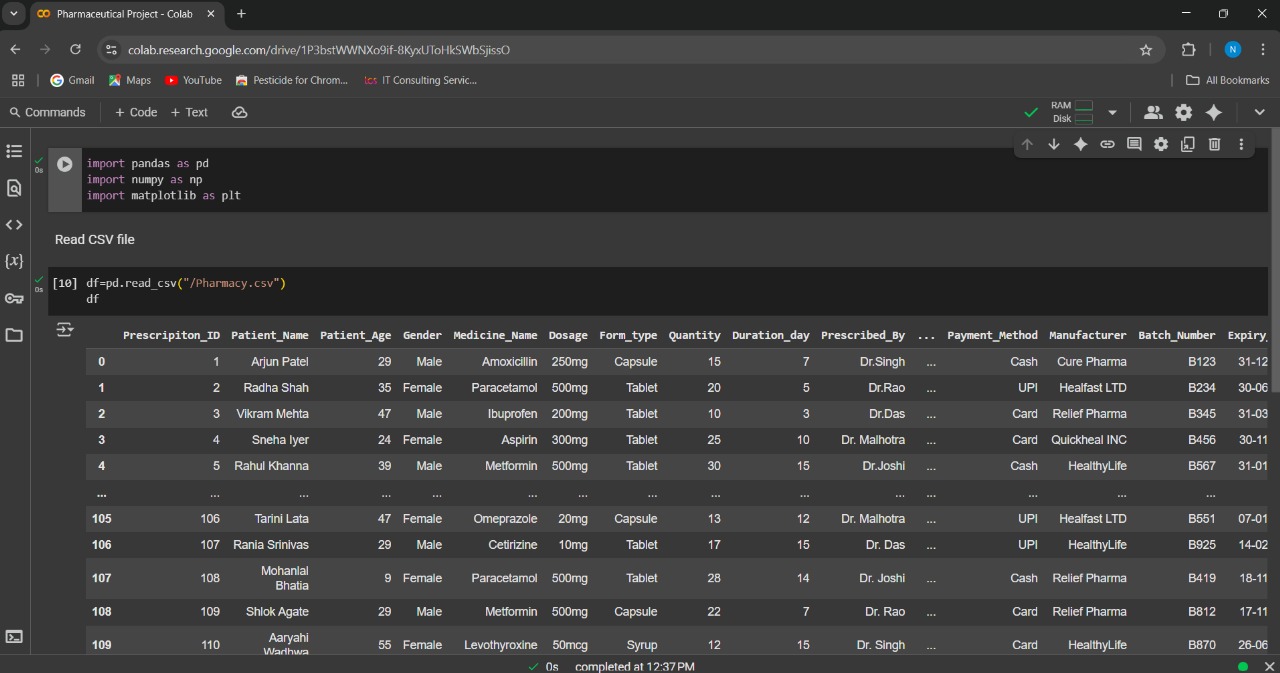 Pharmaceutical Project - Colab
colab.research.google.com/drive/1P3bstWWNXo9if-8KyxUToHkSWbSjissO
N
Gmail Maps YouTube Pesticide for Chrom... ICS IT Consulting Servic... All Bookmarks
Commands + Code + Text RAM
Disk
0s
import pandas as pd
import numpy as np
import matplotlib as plt
Read CSV file
0s
[10] df=pd.read_csv("/Pharmacy.csv")
df
Prescripiton_ID Patient_Name Patient_Age Gender Medicine_Name Dosage Form_type Quantity Duration_day Prescribed_By ... Payment_Method Manufacturer Batch_Number Expiry_
0 1 Arjun Patel 29 Male Amoxicillin 250mg Capsule 15 7 Dr.Singh ... Cash Cure Pharma B123 31-12
1 2 Radha Shah 35 Female Paracetamol 500mg Tablet 20 5 Dr.Rao ... UPI Healfast LTD B234 30-06
2 3 Vikram Mehta 47 Male Ibuprofen 200mg Tablet 10 3 Dr.Das ... Card Relief Pharma B345 31-03
3 4 Sneha Iyer 24 Female Aspirin 300mg Tablet 25 10 Dr. Malhotra ... Card Quickheal INC B456 30-11
4 5 Rahul Khanna 39 Male Metformin 500mg Tablet 30 15 Dr.Joshi ... Cash HealthyLife B567 31-01
... ... ... ... ... ... ... ... ... ... ... ... ... ... ...
105 106 Tarini Lata 47 Female Omeprazole 20mg Capsule 13 12 Dr. Malhotra ... UPI Healfast LTD B551 07-01
106 107 Rania Srinivas 29 Male Cetirizine 10mg Tablet 17 15 Dr. Das ... UPI HealthyLife B925 14-02
107 108 Mohanlal Bhatia 9 Female Paracetamol 500mg Tablet 28 14 Dr. Joshi ... Cash Relief Pharma B419 18-11
108 109 Shlok Agate 29 Male Metformin 500mg Capsule 22 7 Dr. Rao ... Card Relief Pharma B812 17-11
109 110 Aaryahi Wadhwa 55 Female Levothyroxine 50mcg Syrup 12 15 Dr. Singh ... Card HealthyLife B870 26-06
0s completed at 12:37 PM